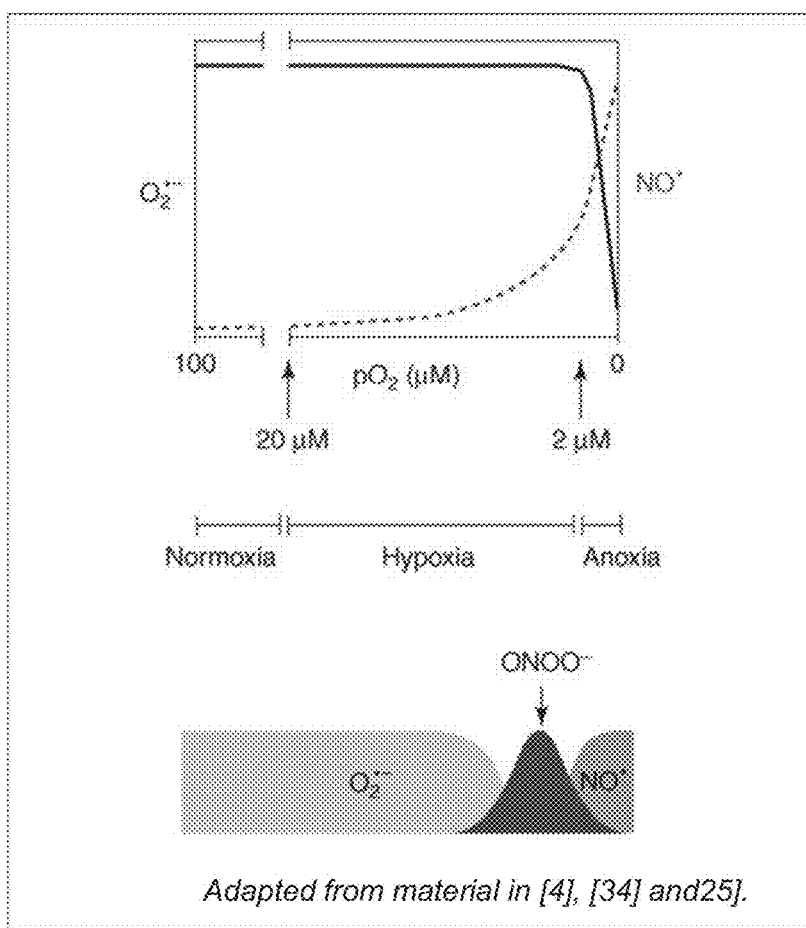 O₂•− NO•
100 pO₂ (μM) 0
20 μM 2 μM
Normoxia Hypoxia Anoxia
ONOO−
O₂•− NO•
Adapted from material in [4], [34] and25].